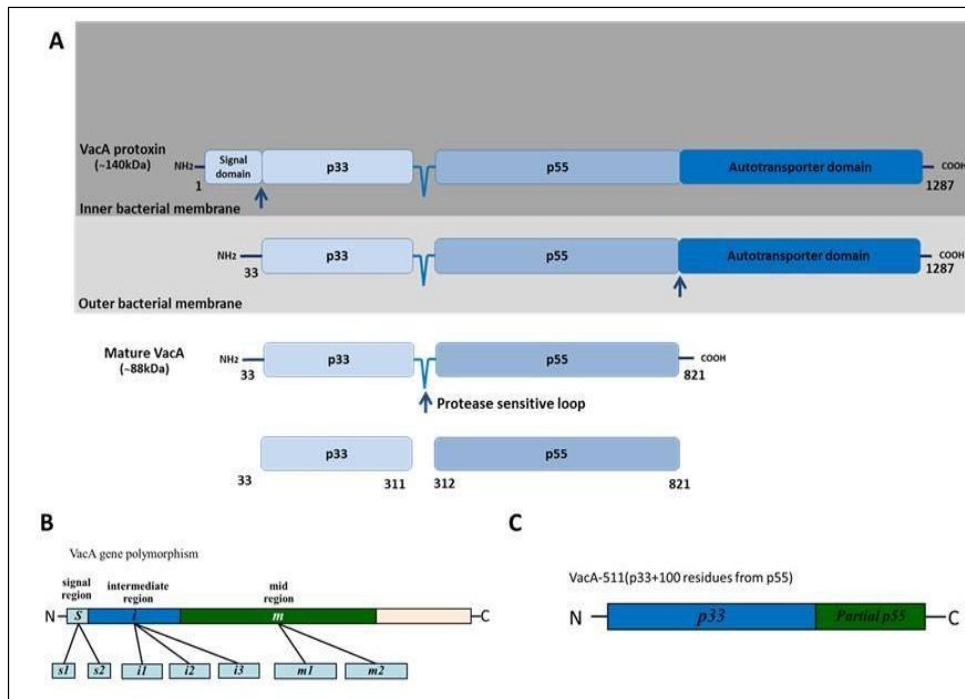 A
VacA protoxin
(~140kDa)
NH₂
1
Signal
domain
p33
p55
Autotransporter domain
COOH
1287
Inner bacterial membrane
NH₂
33
p33
p55
Autotransporter domain
COOH
1287
Outer bacterial membrane
Mature VacA
(~88kDa)
NH₂
33
p33
p55
COOH
821
Protease sensitive loop
p33
p55
33
311
312
821
B
VacA gene polymorphism
signal
region
intermediate
region
mid
region
N
S
i
m
C
s1
s2
i1
i2
i3
m1
m2
C
VacA-511(p33+100 residues from p55)
N
p33
Partial p55
C